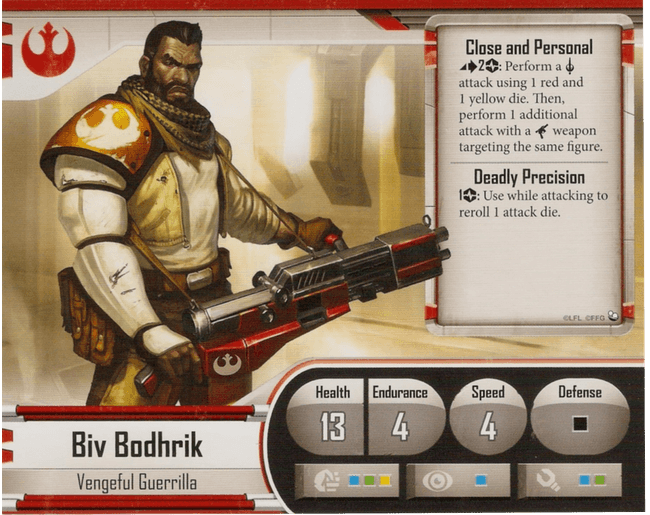 Close and Personal
2: Perform a
attack using 1 red and
1 yellow die. Then,
perform 1 additional
attack with a weapon
targeting the same figure.
Deadly Precision
1: Use while attacking to
reroll 1 attack die.
©LFL ©FFG
Health
Endurance
Speed
Defense
13
4
4
Biv Bodhrik
Vengeful Guerrilla